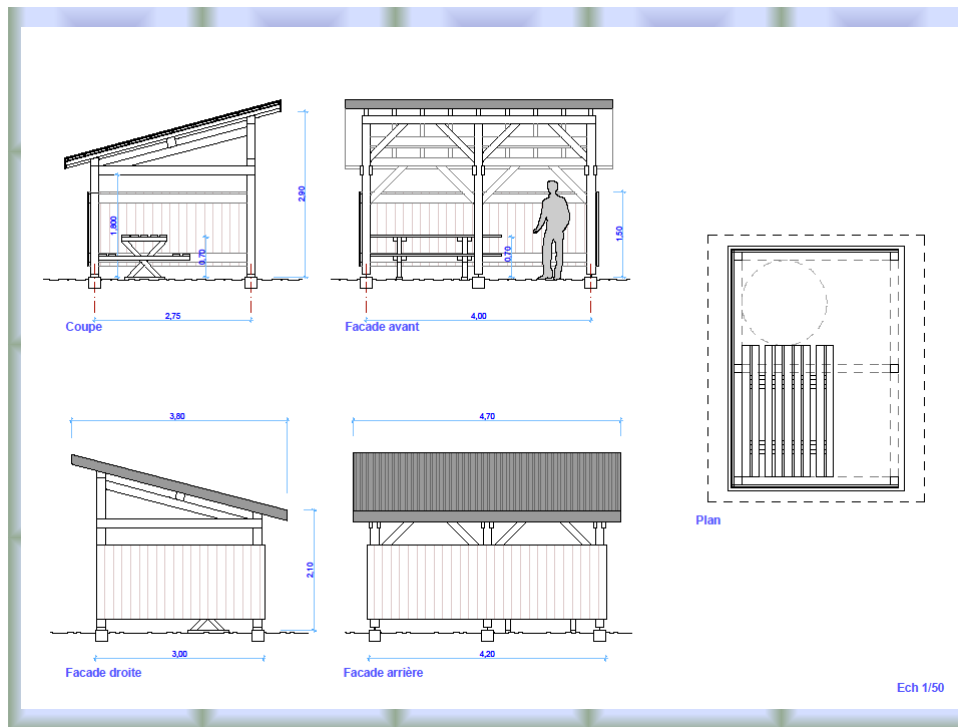 2,90
1,800
0,70
2,75
Coupe
1,50
0,70
4,00
Facade avant
Plan
3,80
2,10
3,00
Facade droite
4,70
4,20
Facade arrière
Ech 1/50